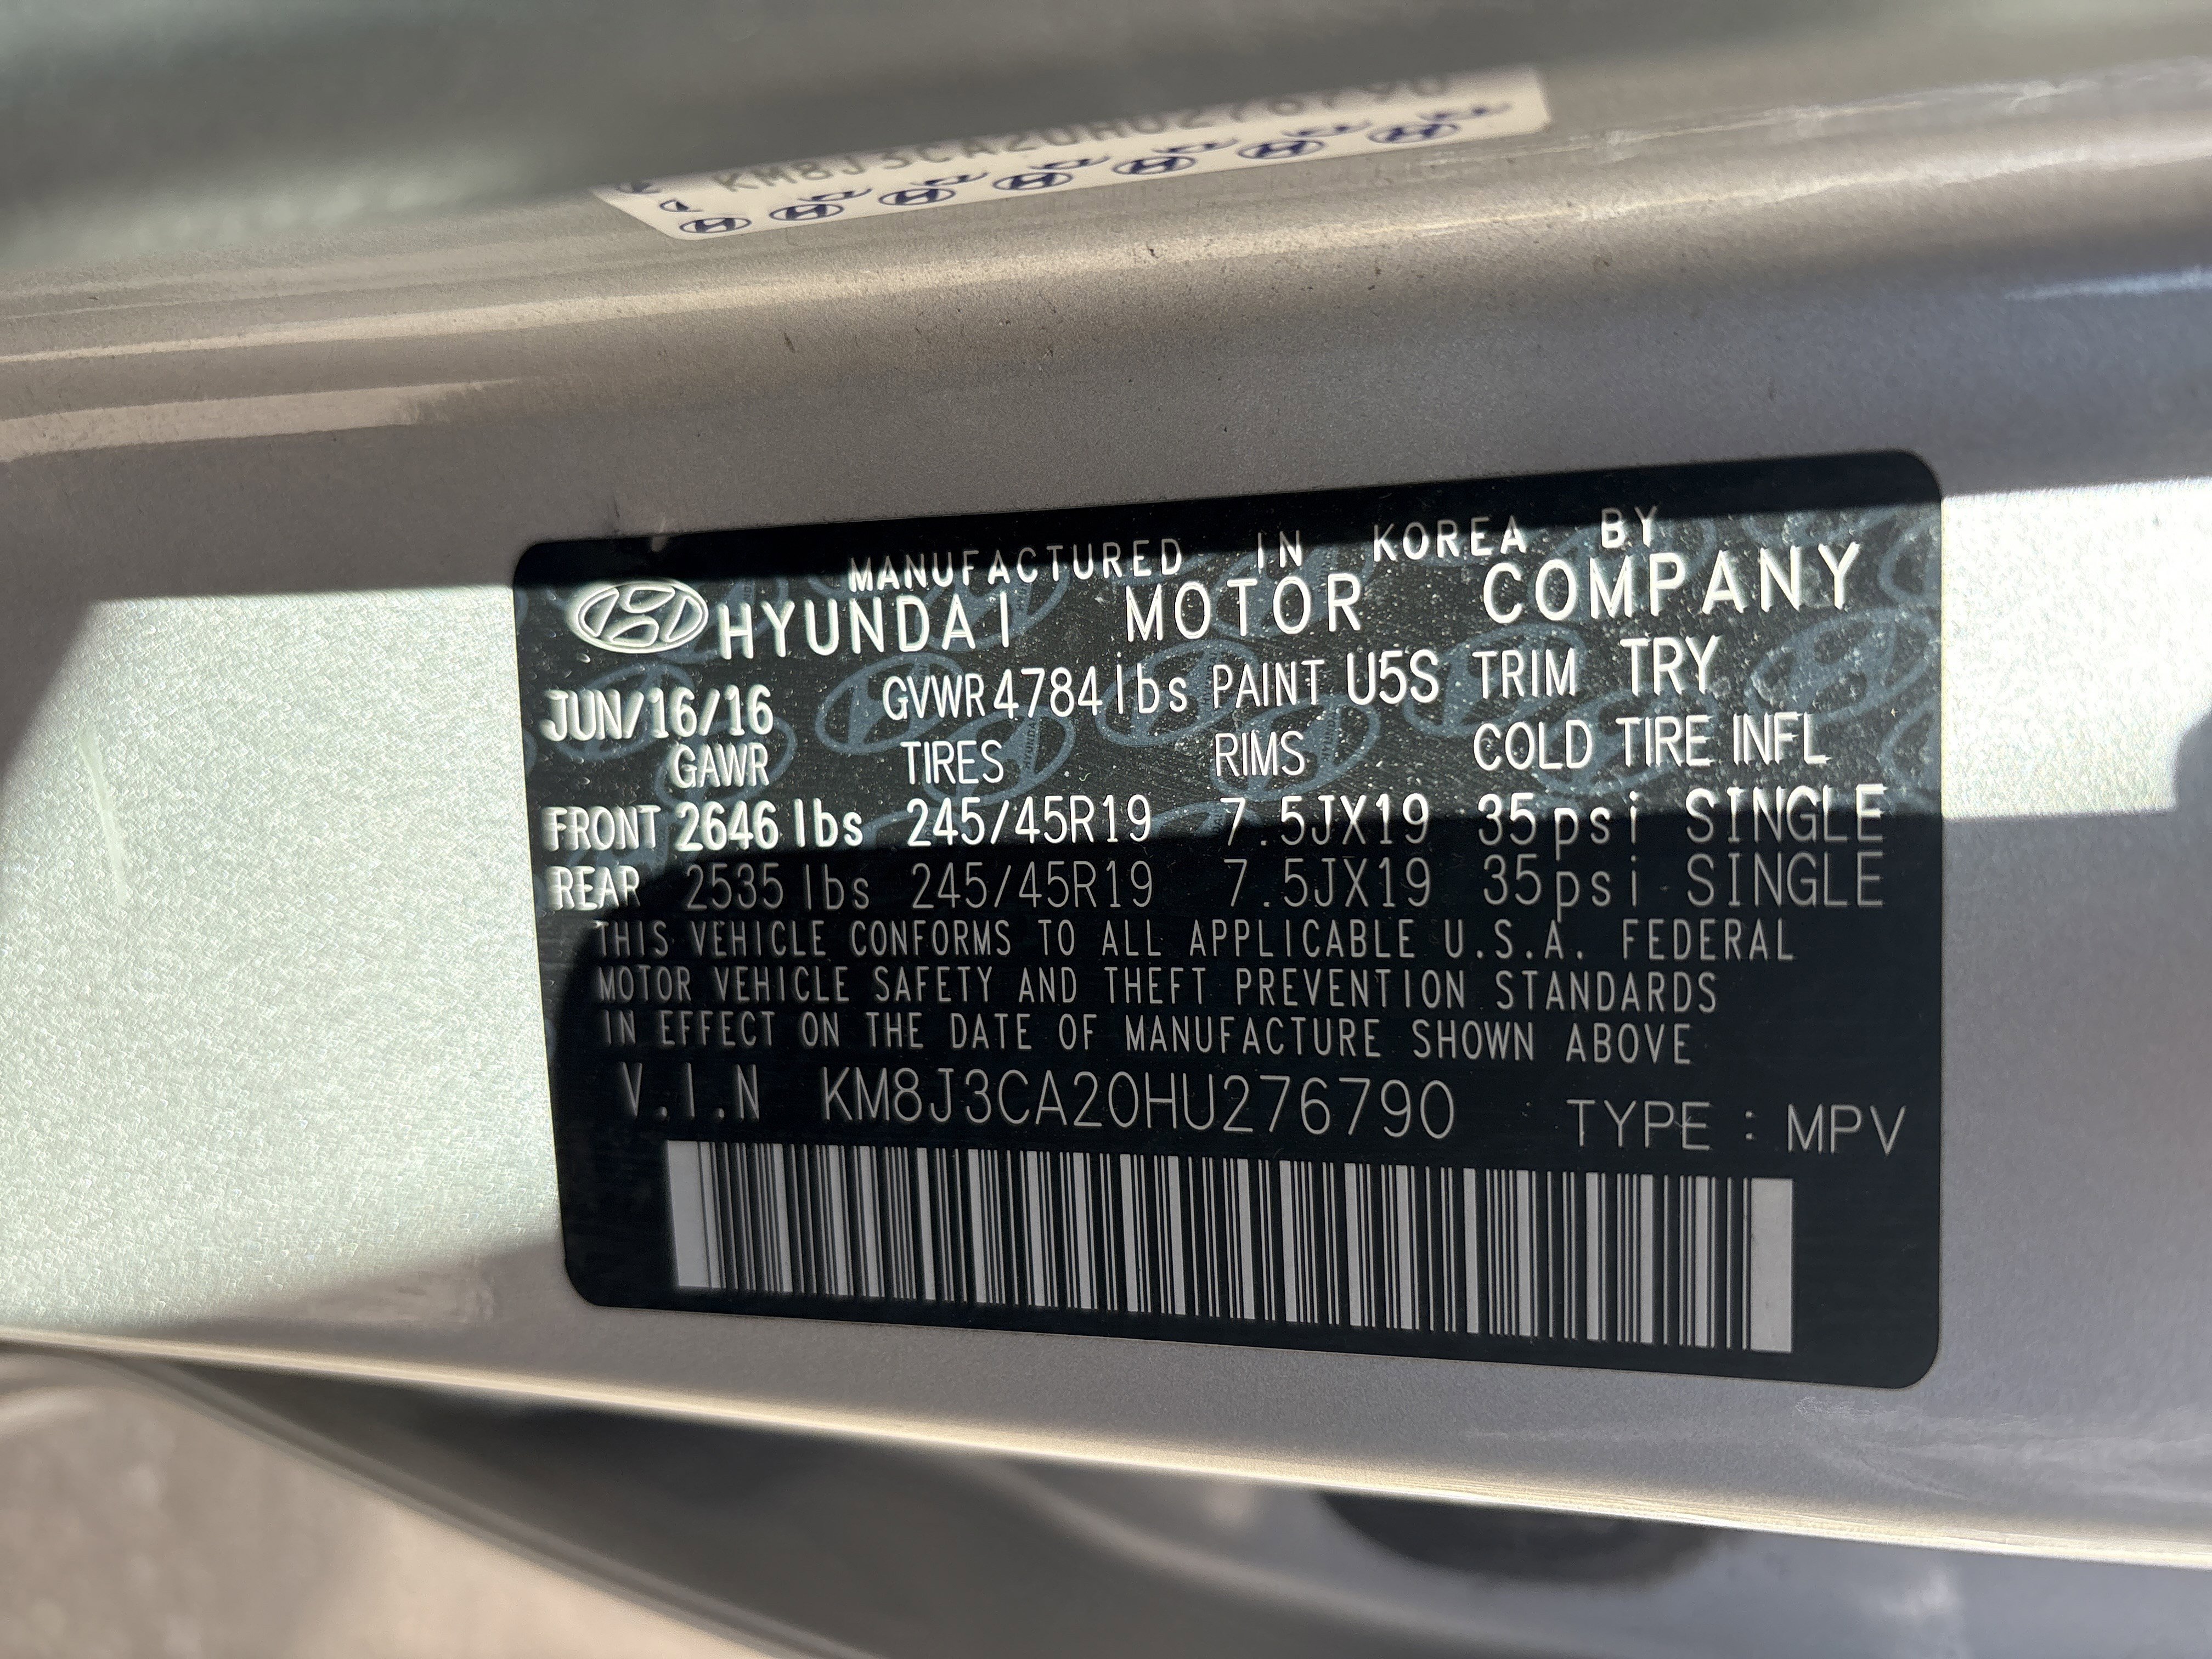 KM8J3CA20HU276790
MANUFACTURED IN KOREA BY
HYUNDAI MOTOR COMPANY
JUN/16/16 GVWR 4784lbs PAINT U5S TRIM TRY
GAWR TIRES RIMS COLD TIRE INFL
FRONT 2646 lbs 245/45R19 7.5JX19 35psi SINGLE
REAR 2535 lbs 245/45R19 7.5JX19 35psi SINGLE
THIS VEHICLE CONFORMS TO ALL APPLICABLE U.S.A. FEDERAL
MOTOR VEHICLE SAFETY AND THEFT PREVENTION STANDARDS
IN EFFECT ON THE DATE OF MANUFACTURE SHOWN ABOVE
V.I.N KM8J3CA20HU276790 TYPE : MPV